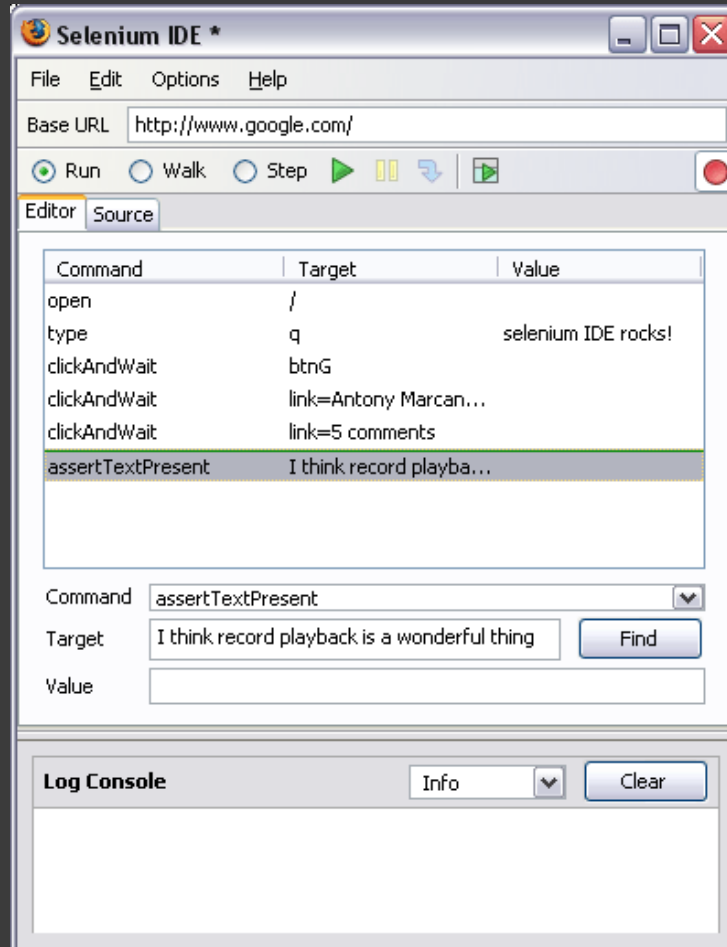 Selenium IDE *
File Edit Options Help
Base URL http://www.google.com/
Run Walk Step
Editor Source
Command Target Value
open /
type q selenium IDE rocks!
clickAndWait btnG
clickAndWait link=Antony Marcan...
clickAndWait link=5 comments
assertTextPresent I think record playba...
Command assertTextPresent
Target I think record playback is a wonderful thing Find
Value
Log Console Info Clear